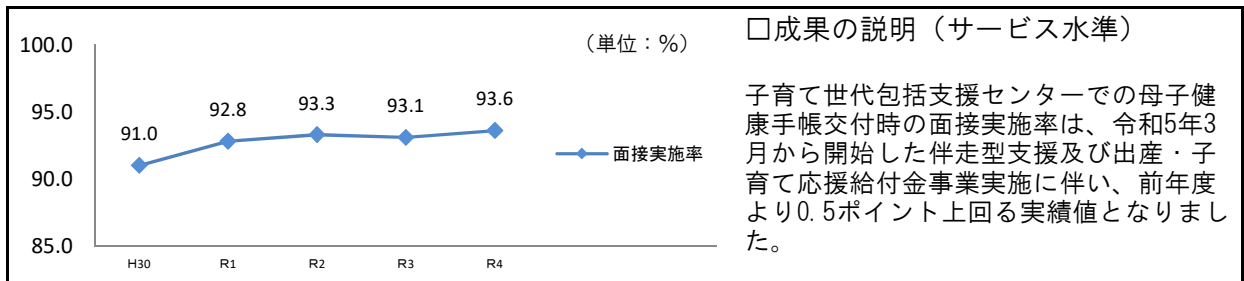 100.0
95.0
90.0
85.0
(単位：%)
91.0
92.8
93.3
93.1
93.6
H30
R1
R2
R3
R4
面接実施率
□成果の説明（サービス水準）
子育て世代包括支援センターでの母子健
康手帳交付時の面接実施率は、令和5年3
月から開始した伴走型支援及び出産・子
育て応援給付金事業実施に伴い、前年度
より0.5ポイント上回る実績値となりまし
た。